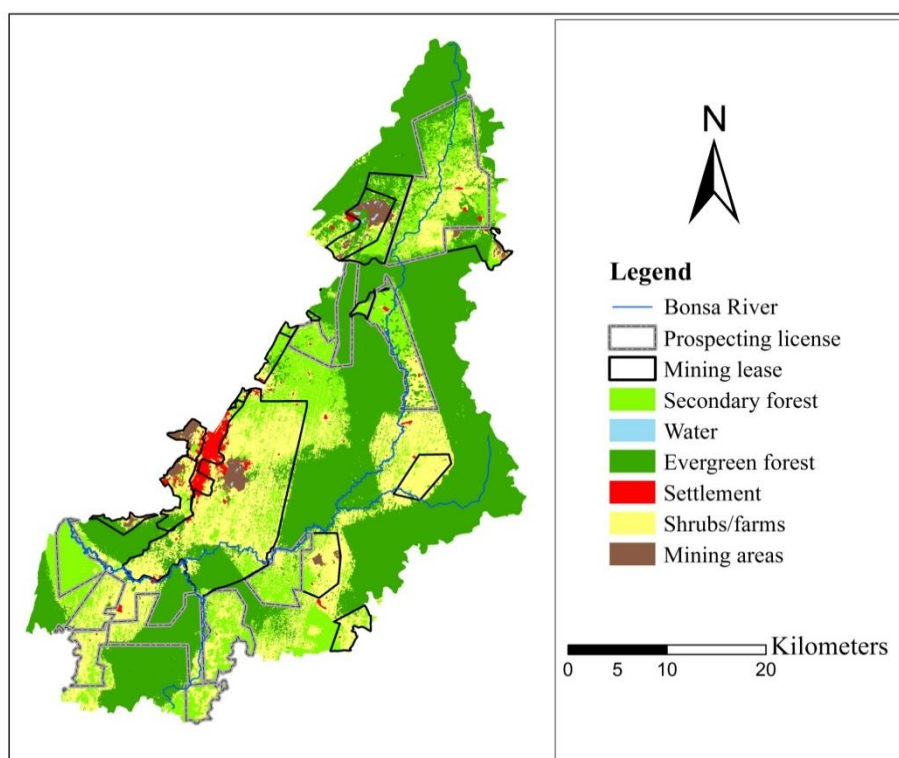 N
Legend
Bonsa River
Prospecting license
Mining lease
Secondary forest
Water
Evergreen forest
Settlement
Shrubs/farms
Mining areas
Kilometers
0 5 10 20